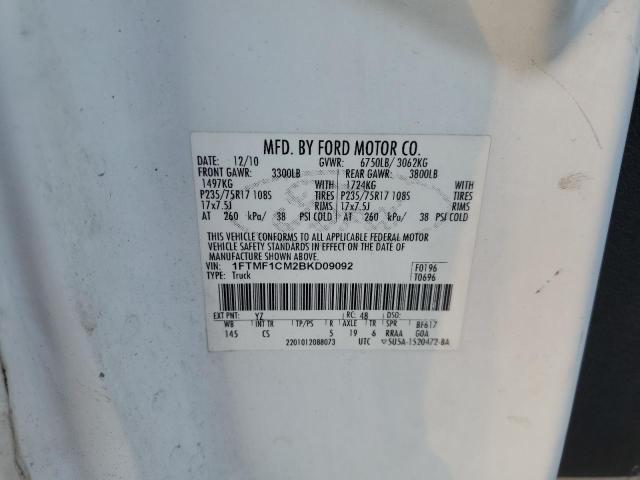 MFD. BY FORD MOTOR CO.
DATE: 12/10 GVWR: 6750LB/ 3062KG
FRONT GAWR: 3300LB REAR GAWR: 3800LB
1497KG WITH 1724KG WITH
P235/75R17 108S TIRES P235/75R17 108S TIRES
17x7.5J RIMS 17x7.5J RIMS
AT 260 kPa/ 38 PSI COLD AT 260 kPa/ 38 PSI COLD
THIS VEHICLE CONFORMS TO ALL APPLICABLE FEDERAL MOTOR
VEHICLE SAFETY STANDARDS IN EFFECT ON THE DATE OF
MANUFACTURE SHOWN ABOVE.
VIN: 1FTMF1CM2BKD09092 F0196
TYPE: Truck T0696
EXT PNT: YZ RC: 48 DSO:
WB INT TR TP/PS R AXLE TR SPR BF617
145 CS 5 19 6 RRAA GOA
2201012088073 UTC ▽5U5A-1520472-BA